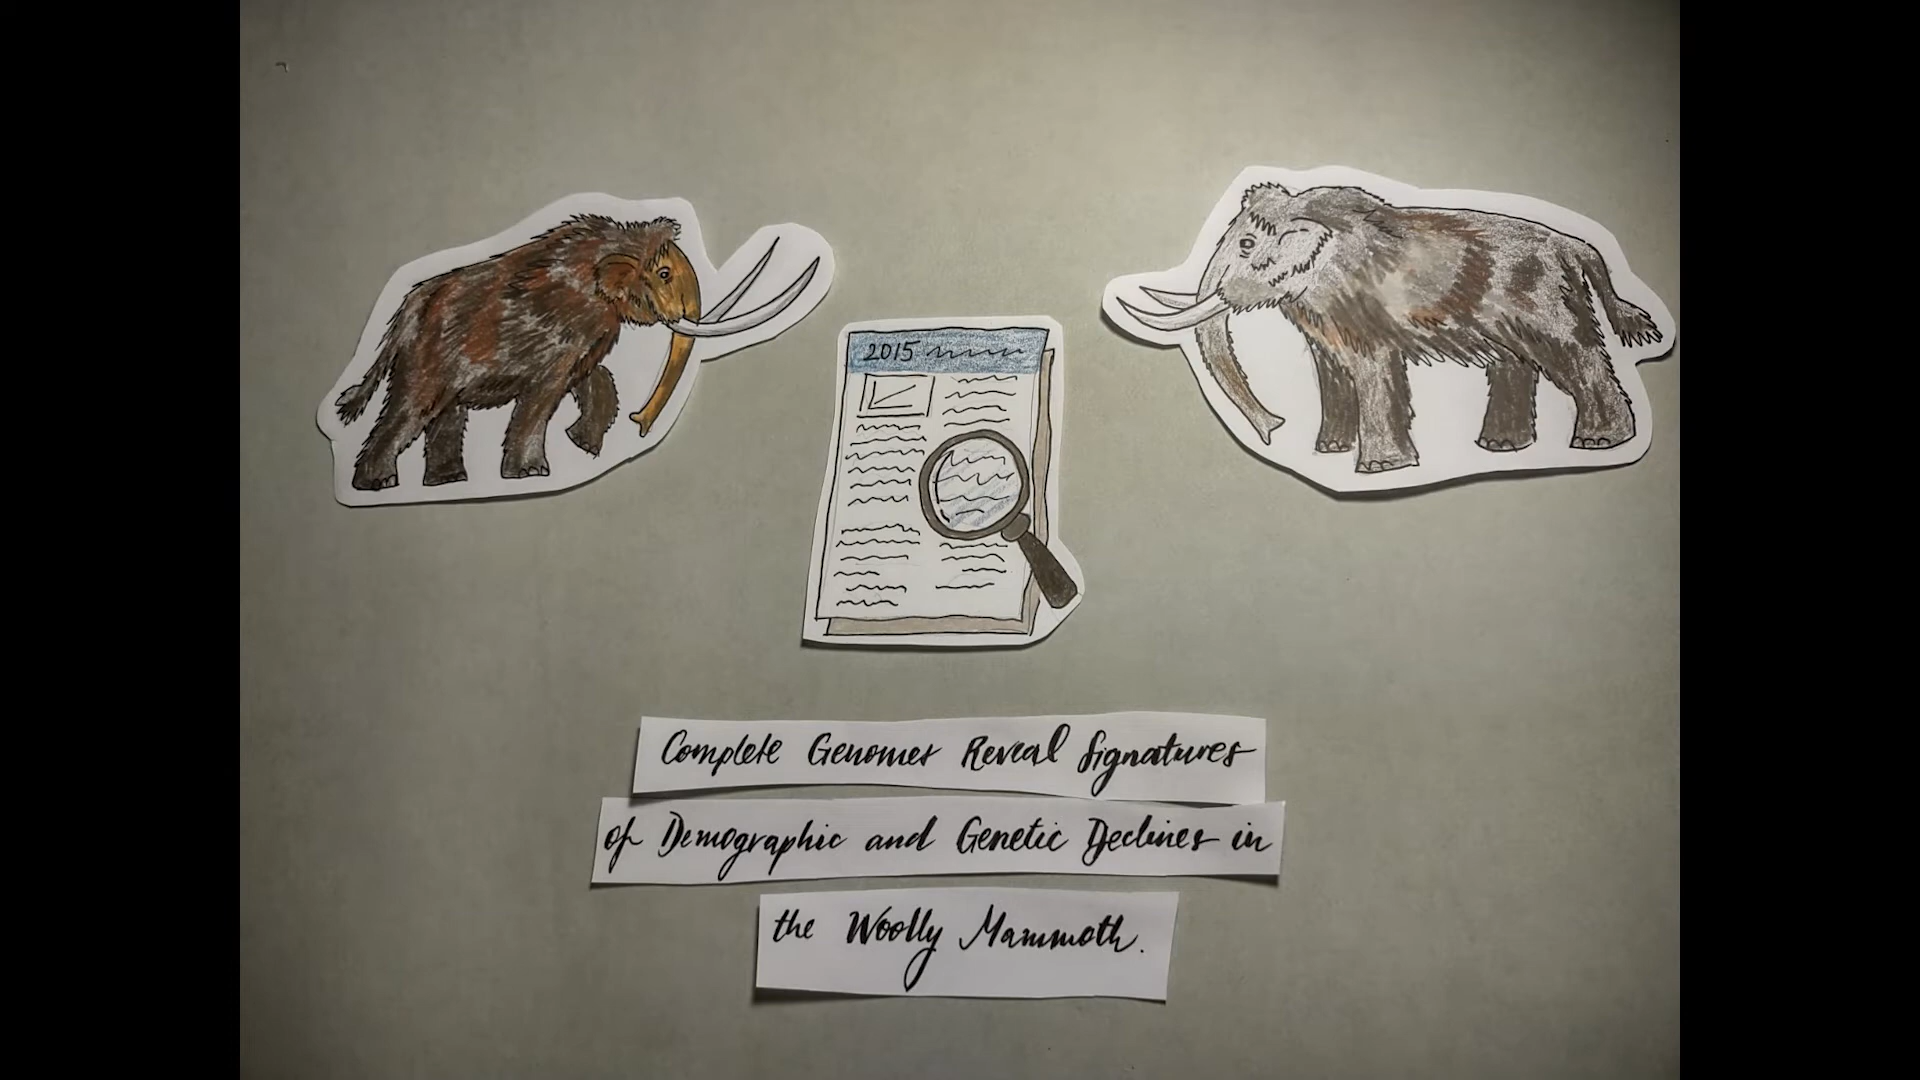 2015
Complete Genomes Reveal Signatures
of Demographic and Genetic Declines in
the Woolly Mammoth.